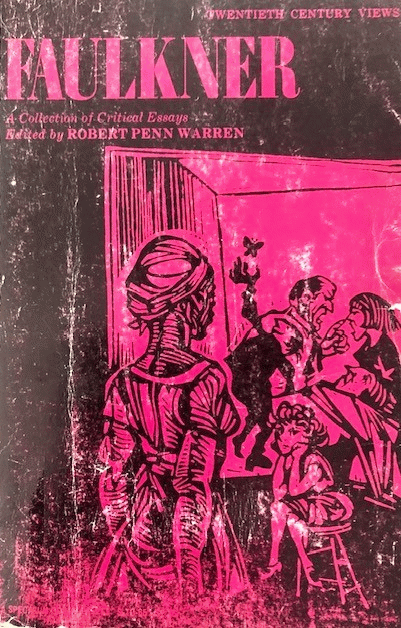 TWENTIETH CENTURY VIEWS
FAULKNER
A Collection of Critical Essays
Edited by ROBERT PENN WARREN